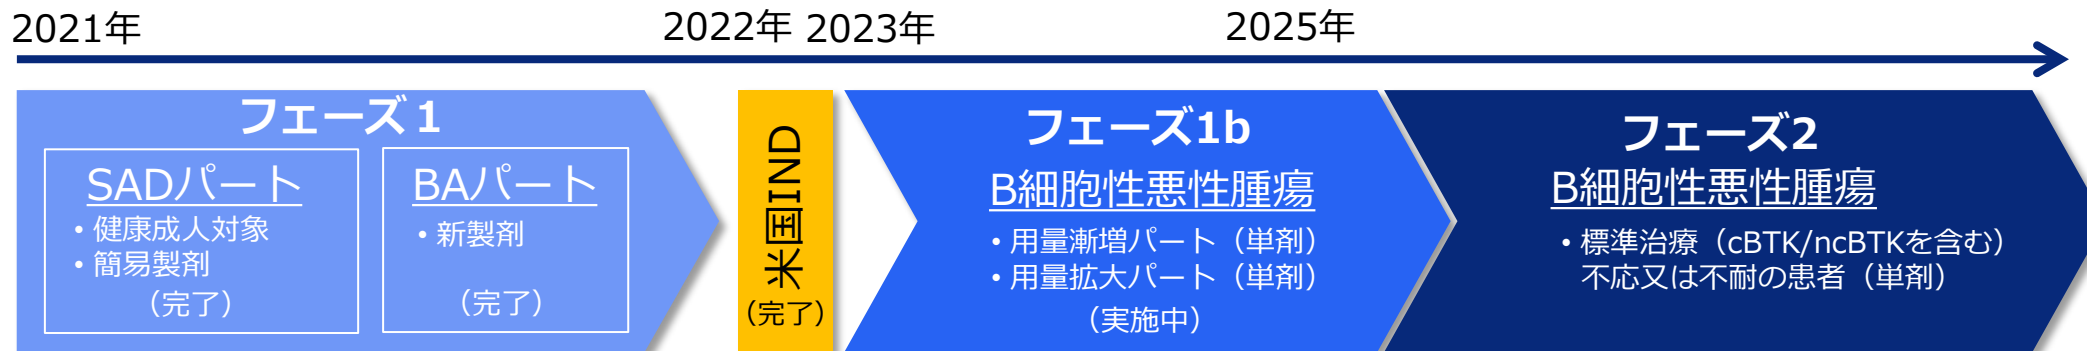 2021年
2022年
2023年
2025年
フェーズ１
SADパート
・健康成人対象
・簡易製剤
（完了）
BAパート
・新製剤
（完了）
米国IND
（完了）
フェーズ1b
B細胞性悪性腫瘍
・用量漸増パート（単剤）
・用量拡大パート（単剤）
（実施中）
フェーズ2
B細胞性悪性腫瘍
・標準治療（cBTK/ncBTKを含む）
不応又は不耐の患者（単剤）